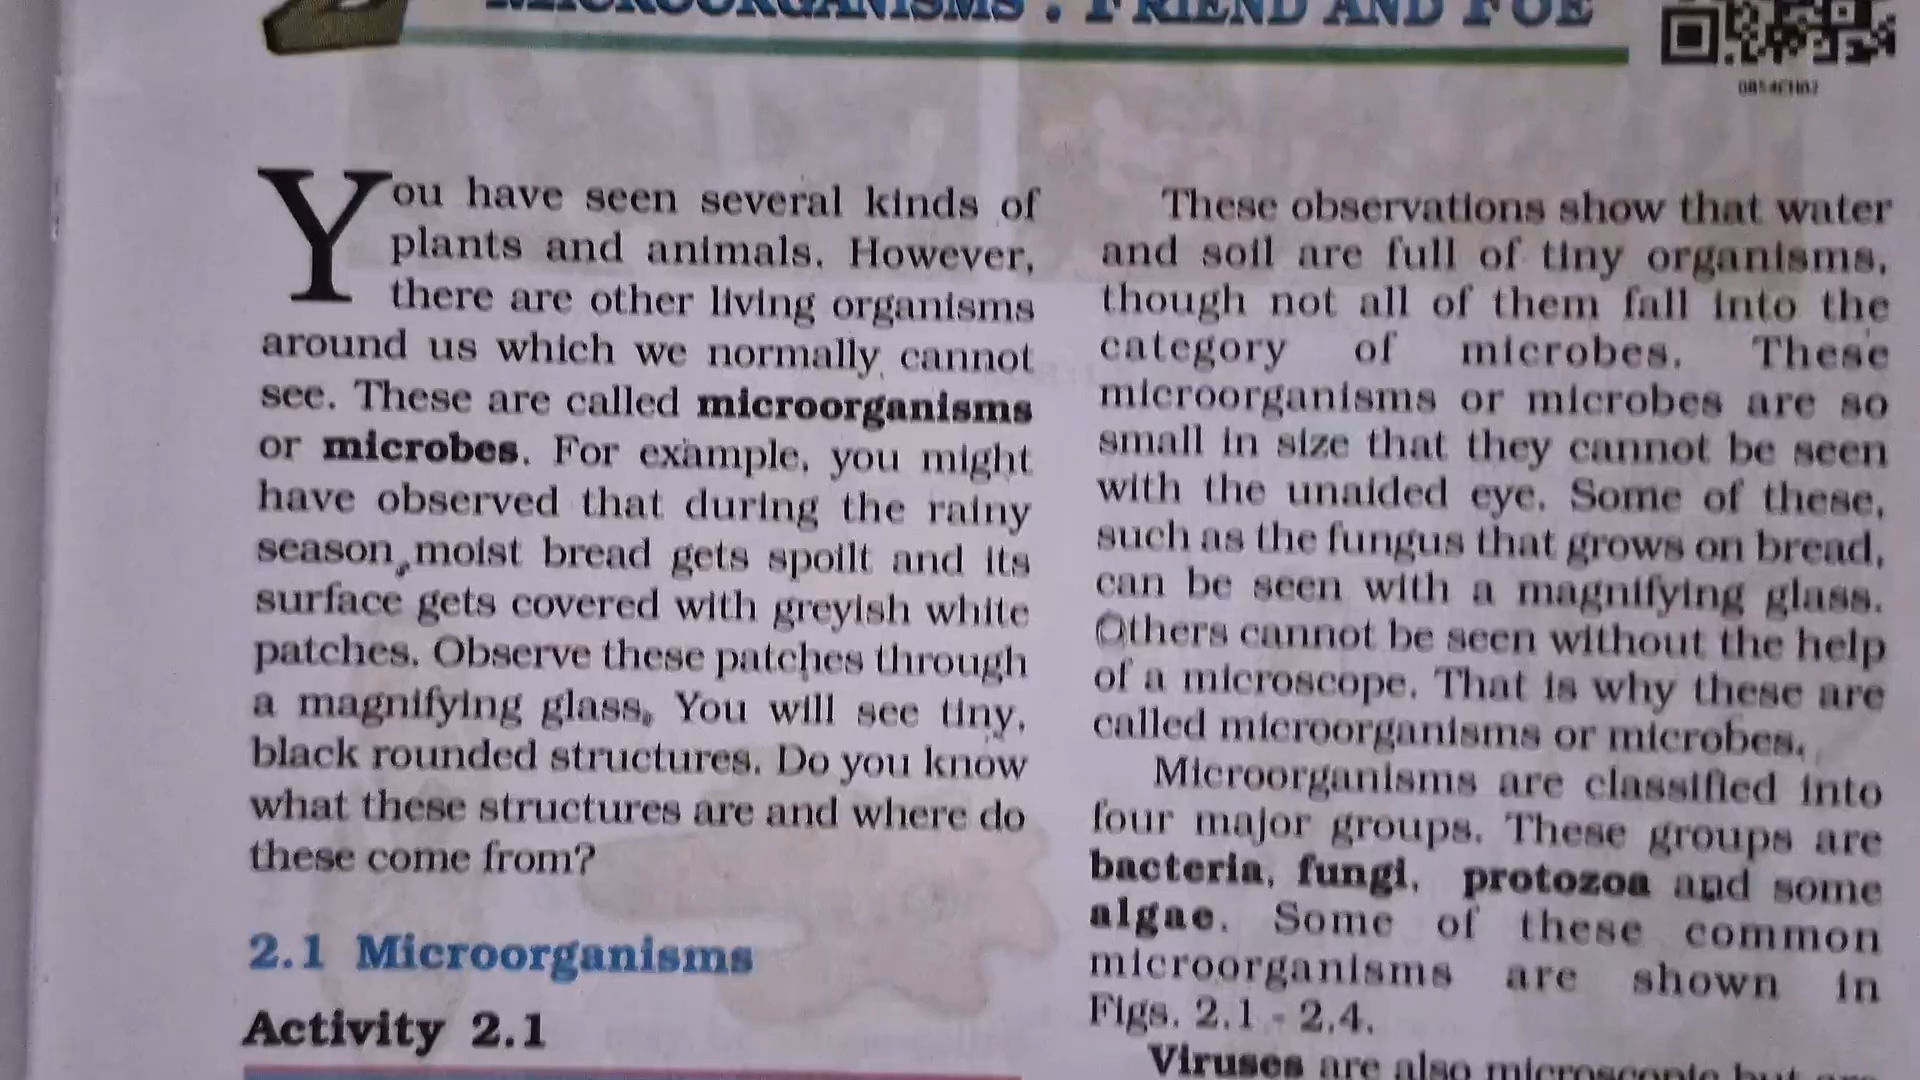 MICROORGANISMS : FRIEND AND FOE
You have seen several kinds of
plants and animals. However,
there are other living organisms
around us which we normally cannot
see. These are called microorganisms
or microbes. For example, you might
have observed that during the rainy
season moist bread gets spoilt and its
surface gets covered with greyish white
patches. Observe these patches through
a magnifying glass. You will see tiny,
black rounded structures. Do you know
what these structures are and where do
these come from?
2.1 Microorganisms
Activity 2.1
These observations show that water
and soil are full of tiny organisms,
though not all of them fall into the
category of microbes. These
microorganisms or microbes are so
small in size that they cannot be seen
with the unaided eye. Some of these,
such as the fungus that grows on bread,
can be seen with a magnifying glass.
Others cannot be seen without the help
of a microscope. That is why these are
called microorganisms or microbes.
Microorganisms are classified into
four major groups. These groups are
bacteria, fungi, protozoa and some
algae. Some of these common
microorganisms are shown in
Figs. 2.1 - 2.4.
Viruses are also microscopic but are